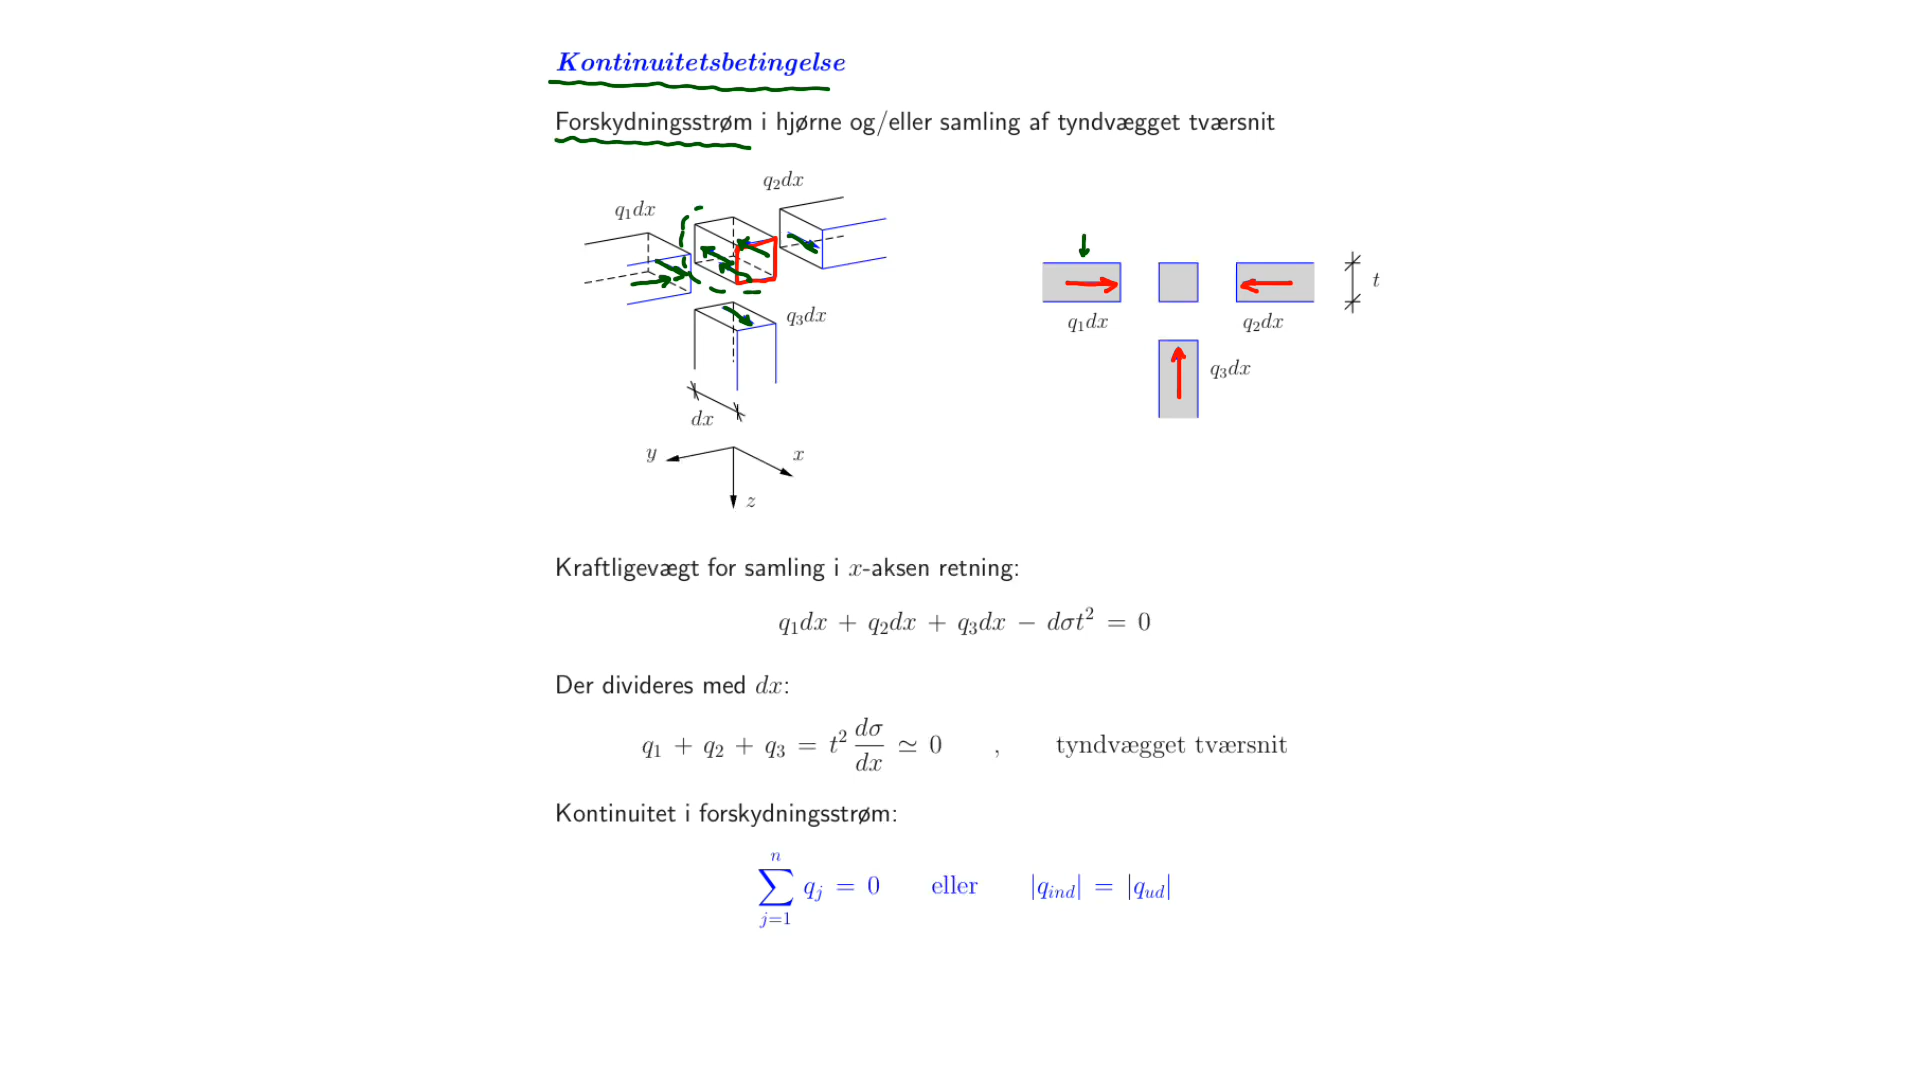 Kontinuitetsbetingelse
Forskydningsstrøm i hjørne og/eller samling af tyndvægget tværsnit
q₂dx
q₁dx
q₃dx
dx
y
x
z
t
q₁dx
q₂dx
q₃dx
Kraftligevægt for samling i x-aksen retning:
q₁dx + q₂dx + q₃dx − dσt² = 0
Der divideres med dx:
q₁ + q₂ + q₃ = t² dσ/dx ≃ 0 , tyndvægget tværsnit
Kontinuitet i forskydningsstrøm:
∑ⁿⱼ₌₁ qⱼ = 0 eller |q_ind| = |q_ud|